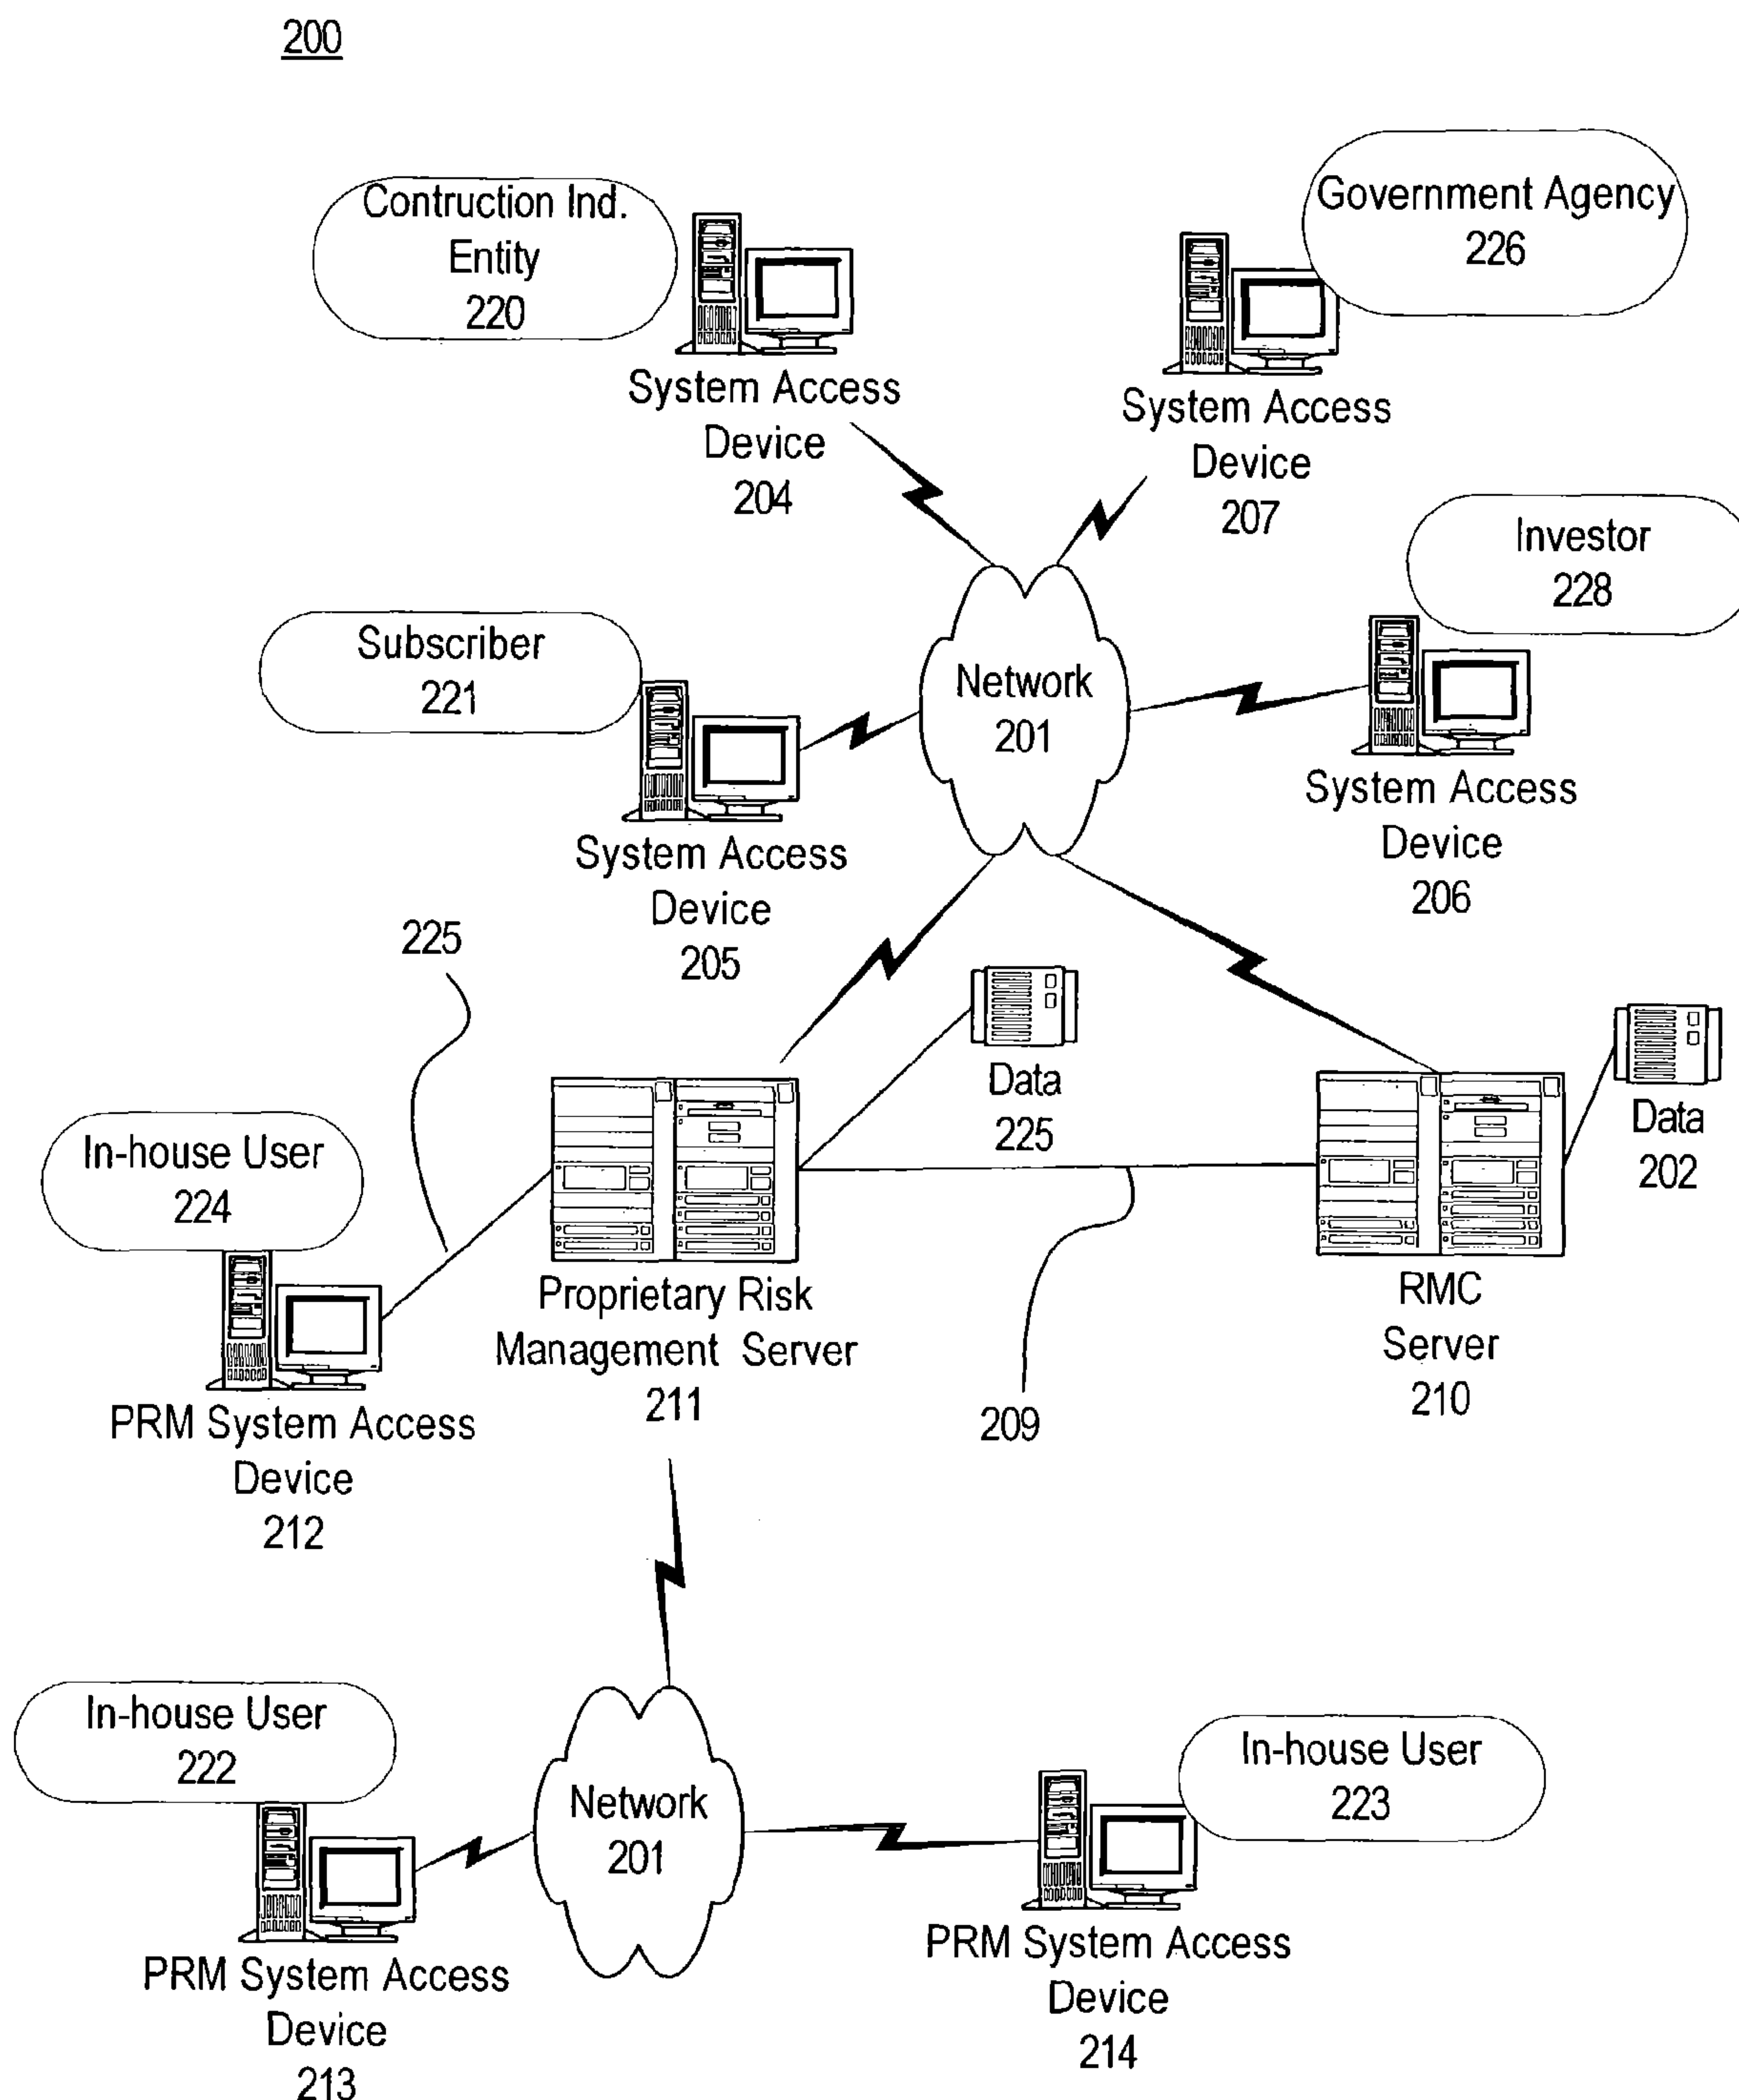 200
Contruction Ind.
Entity
220
System Access
Device
204
Government Agency
226
System Access
Device
207
Investor
228
System Access
Device
206
Subscriber
221
System Access
Device
205
Network
201
225
Data
225
Data
202
In-house User
224
PRM System Access
Device
212
Proprietary Risk
Management Server
211
209
RMC
Server
210
In-house User
222
PRM System Access
Device
213
Network
201
In-house User
223
PRM System Access
Device
214